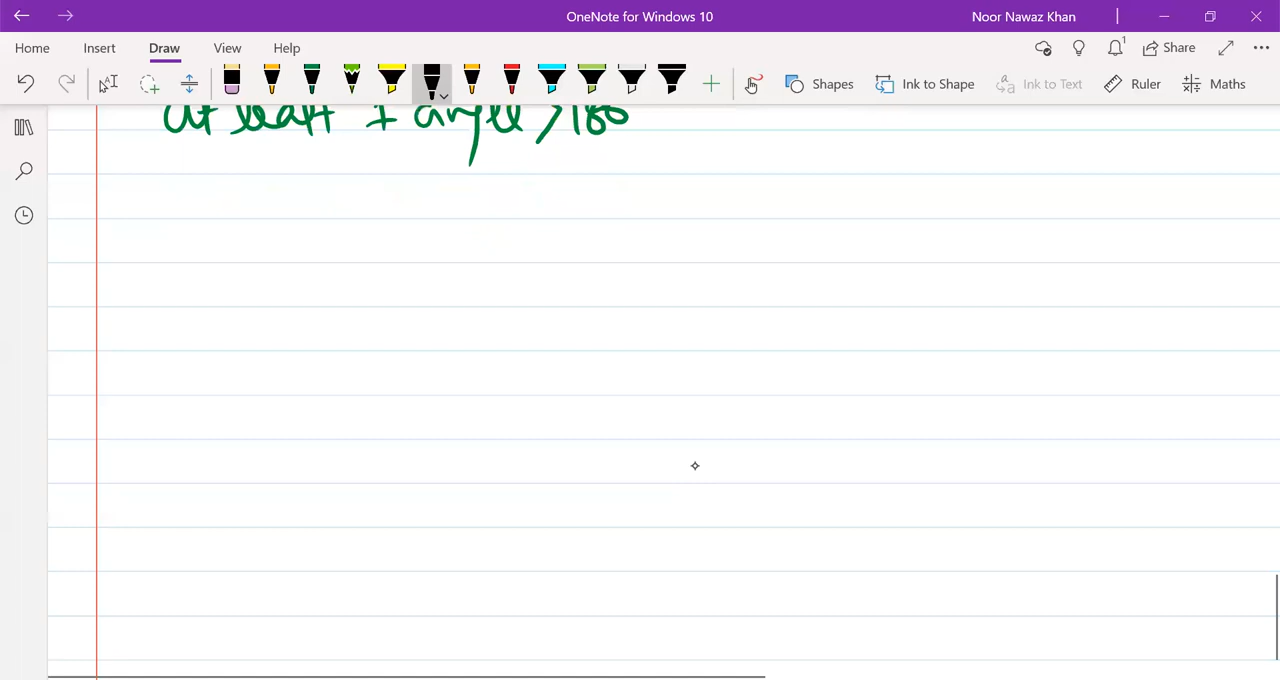 OneNote for Windows 10
Noor Nawaz Khan
Home Insert Draw View Help
1
Share
Shapes
Ink to Shape
Ink to Text
Ruler
Maths
at least 1 angle >180